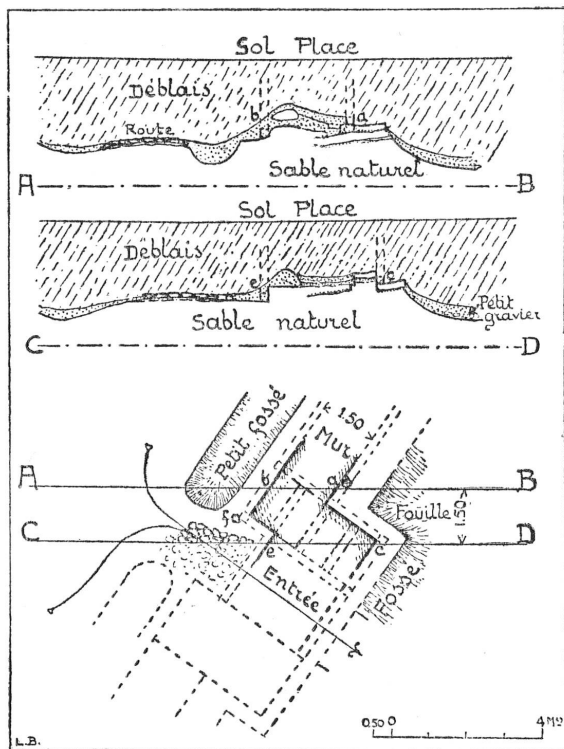 Sol Place
Déblais
b
a
Route
Sable naturel
A
B
Sol Place
Déblais
e
c
Petit
gravier
Sable naturel
C
D
Petit fossé
1.50
Mur
A
b
a
B
Fouille
1.50
C
e
c
D
Entrée
Fosse
L.B.
0.50 0
4